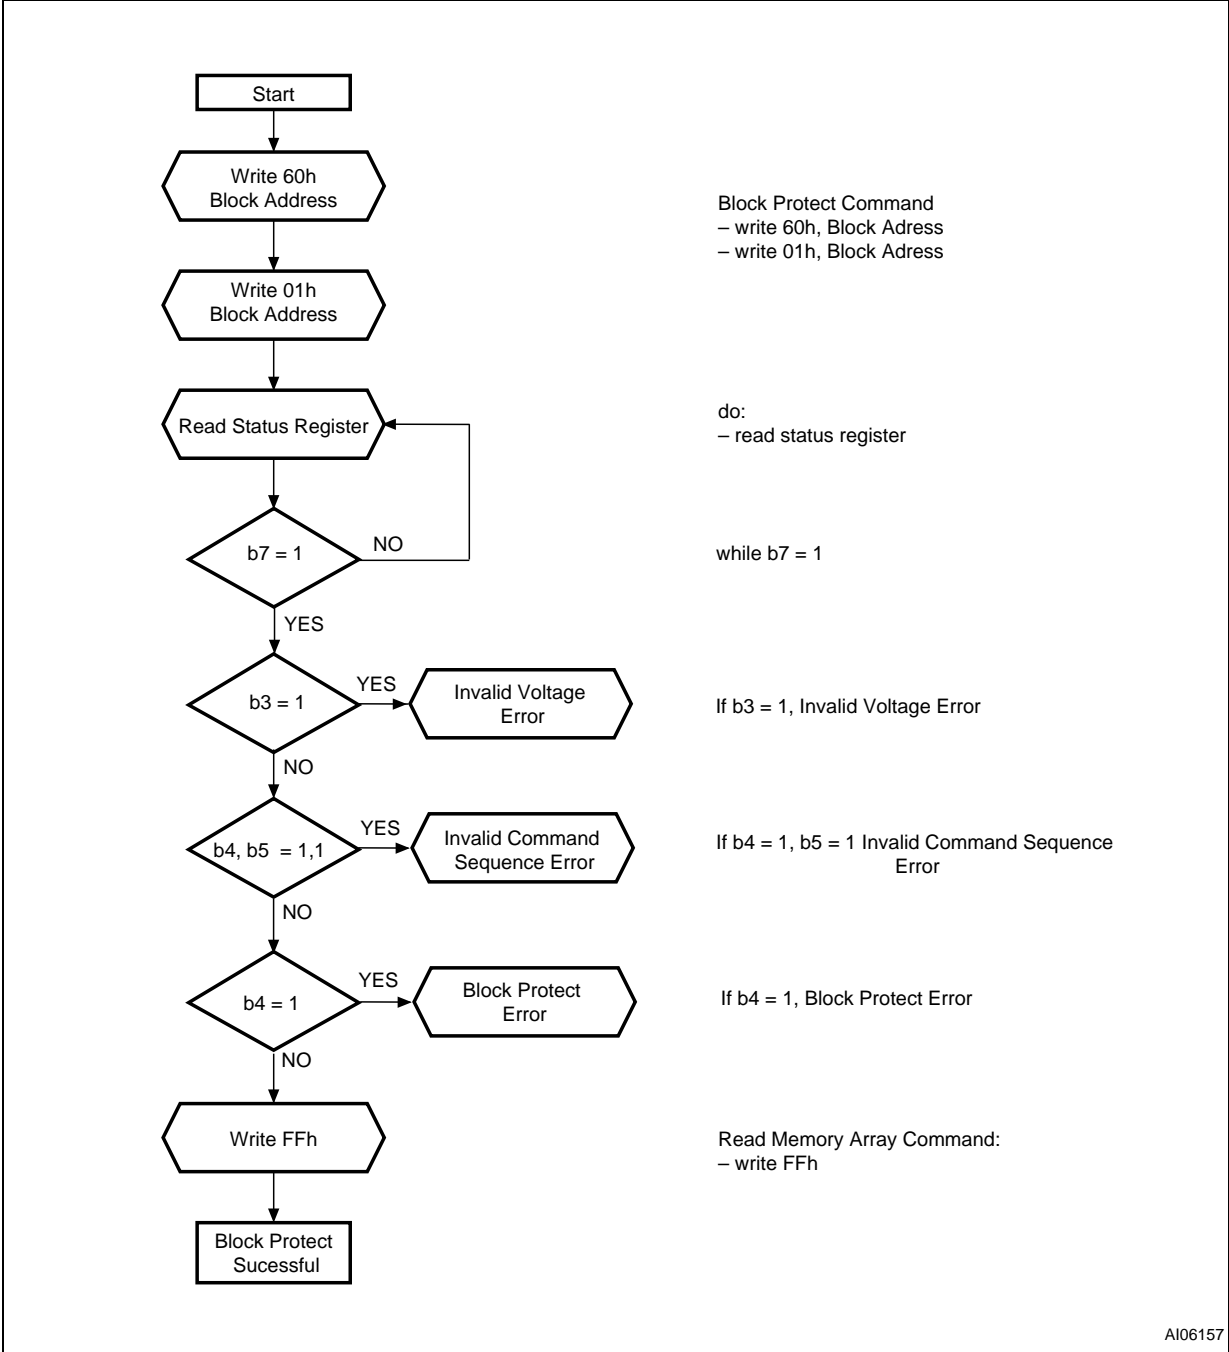 Start
Write 60h
Block Address
Block Protect Command
– write 60h, Block Adress
– write 01h, Block Adress
Write 01h
Block Address
Read Status Register
do:
– read status register
b7 = 1
NO
while b7 = 1
YES
b3 = 1
YES
Invalid Voltage
Error
If b3 = 1, Invalid Voltage Error
NO
b4, b5 = 1,1
YES
Invalid Command
Sequence Error
If b4 = 1, b5 = 1 Invalid Command Sequence
Error
NO
b4 = 1
YES
Block Protect
Error
If b4 = 1, Block Protect Error
NO
Write FFh
Read Memory Array Command:
– write FFh
Block Protect
Sucessful
AI06157